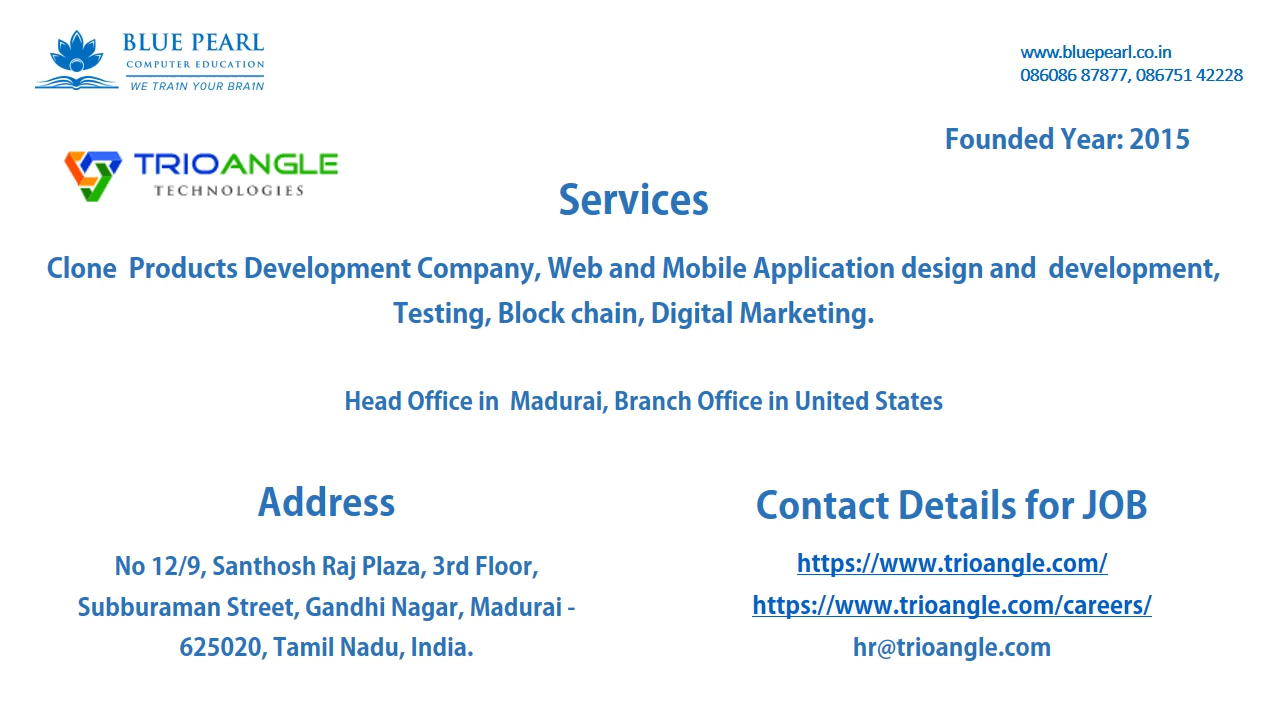 BLUE PEARL
COMPUTER EDUCATION
WE TRA1N YOUR BRA1N
www.bluepearl.co.in
086086 87877, 086751 42228
Founded Year: 2015
TRIOANGLE
TECHNOLOGIES
Services
Clone Products Development Company, Web and Mobile Application design and development,
Testing, Block chain, Digital Marketing.
Head Office in Madurai, Branch Office in United States
Address
No 12/9, Santhosh Raj Plaza, 3rd Floor,
Subburaman Street, Gandhi Nagar, Madurai -
625020, Tamil Nadu, India.
Contact Details for JOB
https://www.trioangle.com/
https://www.trioangle.com/careers/
hr@trioangle.com